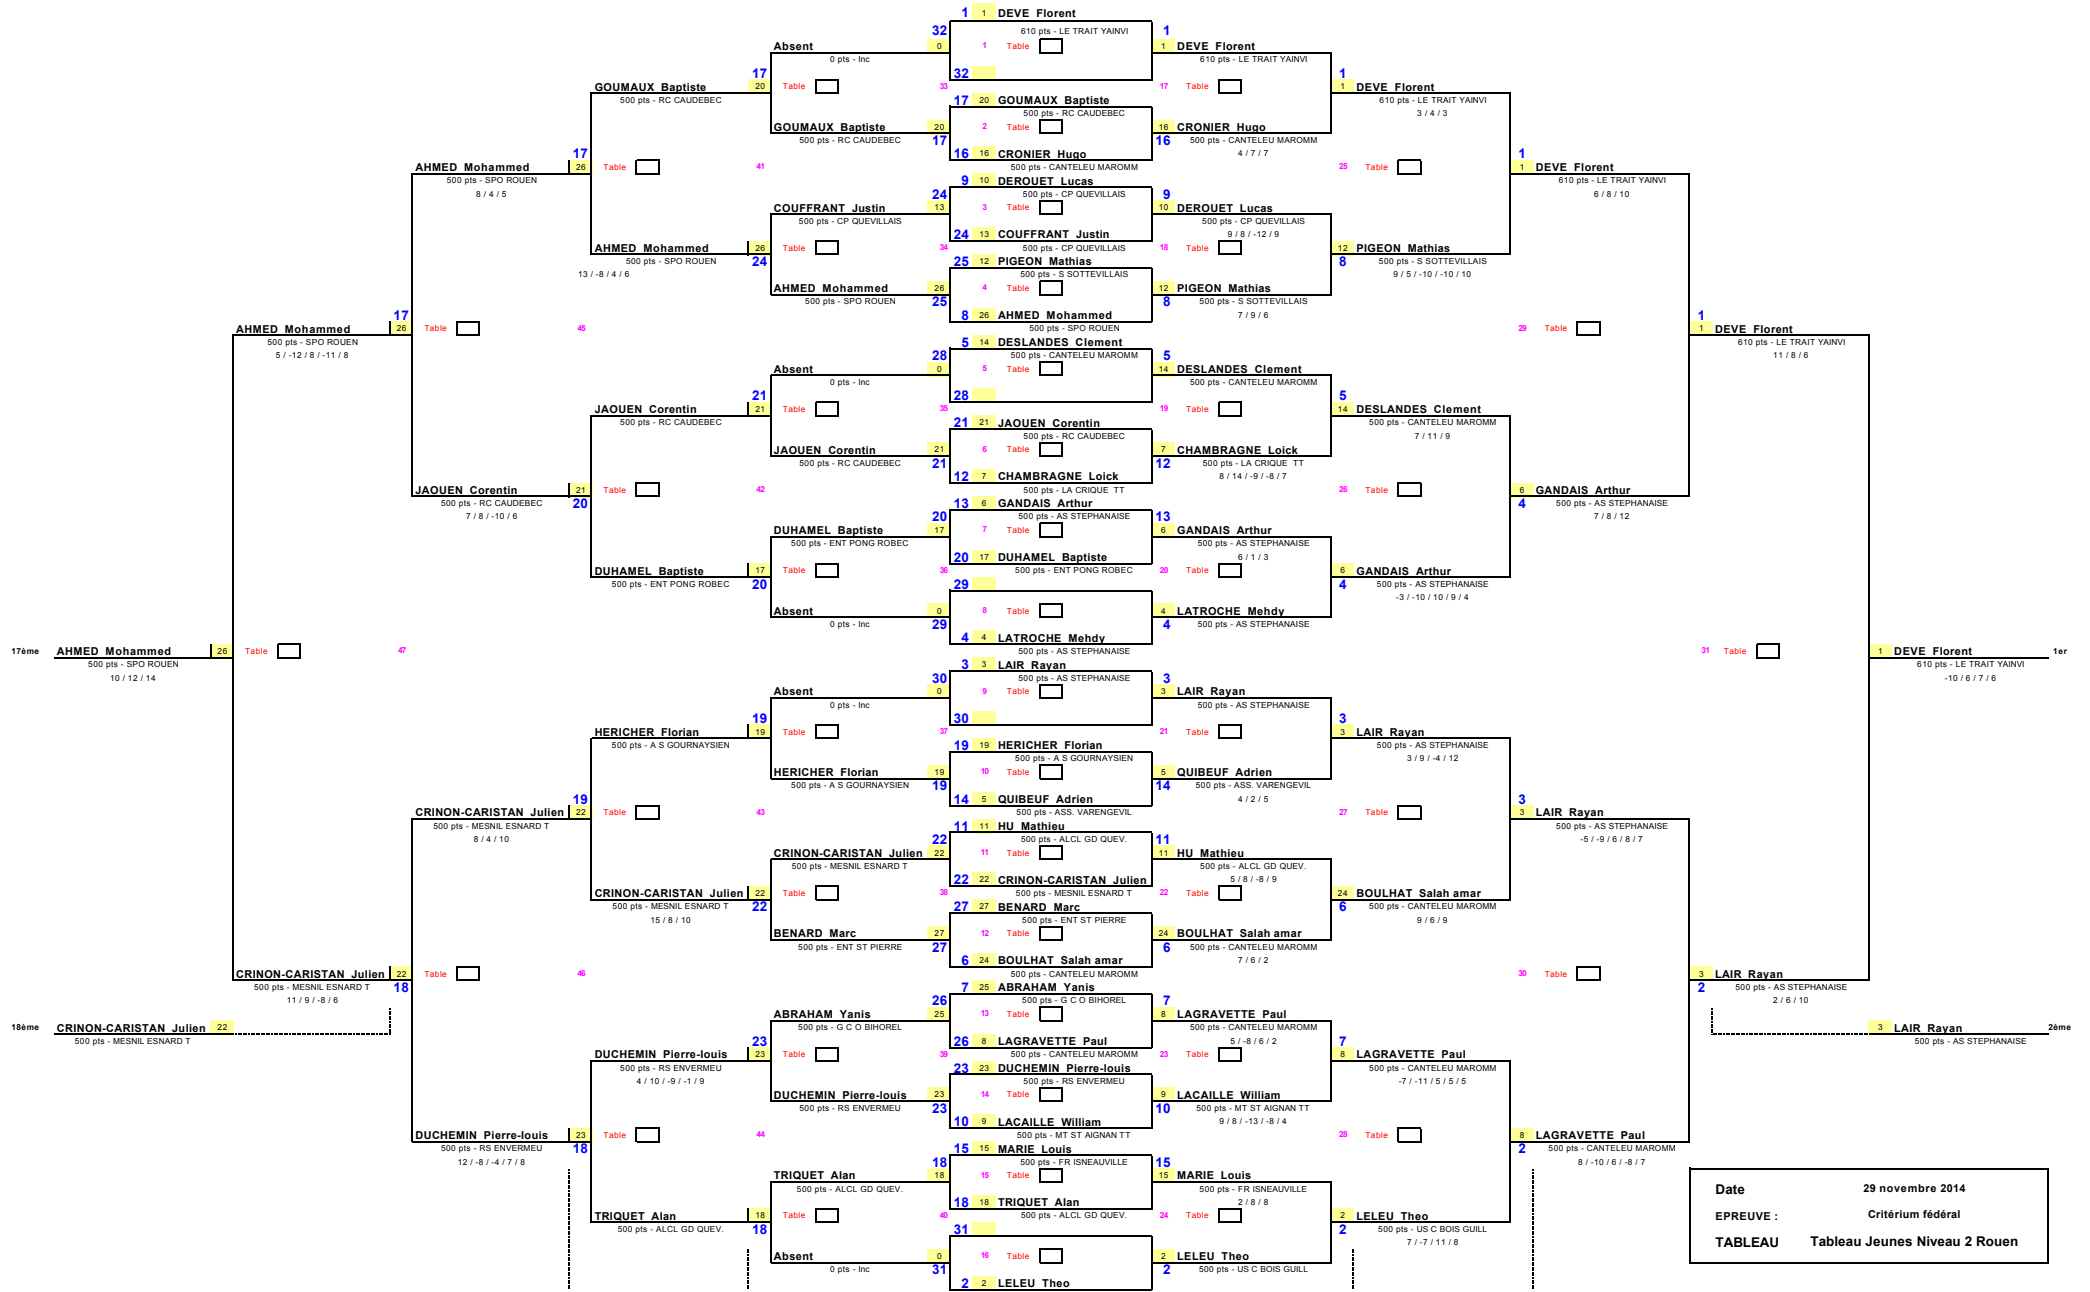 1 1 DEVE Florent
32 610 pts - LE TRAIT YAINVI 1
Absent 0 1 Table 1 DEVE Florent
0 pts - Inc 610 pts - LE TRAIT YAINVI
17 32 1
GOUMAUX Baptiste 20 Table 33 17 Table 1 DEVE Florent
500 pts - RC CAUDEBEC 17 20 GOUMAUX Baptiste 610 pts - LE TRAIT YAINVI
500 pts - RC CAUDEBEC 3 / 4 / 3
GOUMAUX Baptiste 20 2 Table 16 CRONIER Hugo
500 pts - RC CAUDEBEC 17 16 500 pts - CANTELEU MAROMM
17 16 16 CRONIER Hugo 4 / 7 / 7 1
AHMED Mohammed 26 Table 41 500 pts - CANTELEU MAROMM 25 Table 1 DEVE Florent
500 pts - SPO ROUEN 9 10 DEROUET Lucas 610 pts - LE TRAIT YAINVI
8 / 4 / 5 24 500 pts - CP QUEVILLAIS 9 6 / 8 / 10
COUFFRANT Justin 13 3 Table 10 DEROUET Lucas
500 pts - CP QUEVILLAIS 500 pts - CP QUEVILLAIS
24 13 COUFFRANT Justin 9 / 8 / -12 / 9
AHMED Mohammed 26 Table 34 500 pts - CP QUEVILLAIS 18 Table 12 PIGEON Mathias
500 pts - SPO ROUEN 24 25 12 PIGEON Mathias 8 500 pts - S SOTTEVILLAIS
13 / -8 / 4 / 6 500 pts - S SOTTEVILLAIS 9 / 5 / -10 / -10 / 10
AHMED Mohammed 26 4 Table 12 PIGEON Mathias
500 pts - SPO ROUEN 25 8 500 pts - S SOTTEVILLAIS
17 8 26 AHMED Mohammed 7 / 9 / 6 1
AHMED Mohammed 26 Table 45 500 pts - SPO ROUEN 29 Table 1 DEVE Florent
500 pts - SPO ROUEN 5 14 DESLANDES Clement 610 pts - LE TRAIT YAINVI
5 / -12 / 8 / -11 / 8 28 500 pts - CANTELEU MAROMM 5 11 / 8 / 6
Absent 0 5 Table 14 DESLANDES Clement
0 pts - Inc 500 pts - CANTELEU MAROMM
21 28 5
JAOUEN Corentin 21 Table 35 19 Table 14 DESLANDES Clement
500 pts - RC CAUDEBEC 21 21 JAOUEN Corentin 500 pts - CANTELEU MAROMM
500 pts - RC CAUDEBEC 7 / 11 / 9
JAOUEN Corentin 21 6 Table 7 CHAMBRAGNE Loick
500 pts - RC CAUDEBEC 21 12 500 pts - LA CRIQUE TT
12 7 CHAMBRAGNE Loick 8 / 14 / -9 / -8 / 7
JAOUEN Corentin 21 Table 42 500 pts - LA CRIQUE TT 26 Table 6 GANDAIS Arthur
500 pts - RC CAUDEBEC 20 13 6 GANDAIS Arthur 4 500 pts - AS STEPHANAISE
7 / 8 / -10 / 6 20 500 pts - AS STEPHANAISE 13 7 / 8 / 12
DUHAMEL Baptiste 17 7 Table 6 GANDAIS Arthur
500 pts - ENT PONG ROBEC 500 pts - AS STEPHANAISE
20 17 DUHAMEL Baptiste 6 / 1 / 3
DUHAMEL Baptiste 17 Table 36 500 pts - ENT PONG ROBEC 20 Table 6 GANDAIS Arthur
500 pts - ENT PONG ROBEC 20 29 4 500 pts - AS STEPHANAISE
-3 / -10 / 10 / 9 / 4
Absent 0 8 Table 4 LATROCHE Mehdy
0 pts - Inc 29 4 500 pts - AS STEPHANAISE
4 4 LATROCHE Mehdy
17ème AHMED Mohammed 26 Table 47 500 pts - AS STEPHANAISE 31 Table 1 DEVE Florent 1er
500 pts - SPO ROUEN 3 3 LAIR Rayan 610 pts - LE TRAIT YAINVI
10 / 12 / 14 30 500 pts - AS STEPHANAISE 3 -10 / 6 / 7 / 6
Absent 0 9 Table 3 LAIR Rayan
0 pts - Inc 500 pts - AS STEPHANAISE
19 30 3
HERICHER Florian 19 Table 37 21 Table 3 LAIR Rayan
500 pts - A S GOURNAYSIEN 19 19 HERICHER Florian 500 pts - AS STEPHANAISE
500 pts - A S GOURNAYSIEN 3 / 9 / -4 / 12
HERICHER Florian 19 10 Table 5 QUIBEUF Adrien
500 pts - A S GOURNAYSIEN 19 14 500 pts - ASS. VARENGEVIL
19 14 5 QUIBEUF Adrien 4 / 2 / 5 3
CRINON-CARISTAN Julien 22 Table 43 500 pts - ASS. VARENGEVIL 27 Table 3 LAIR Rayan
500 pts - MESNIL ESNARD T 11 11 HU Mathieu 500 pts - AS STEPHANAISE
8 / 4 / 10 22 500 pts - ALCL GD QUEV. 11 -5 / -9 / 6 / 8 / 7
CRINON-CARISTAN Julien 22 11 Table 11 HU Mathieu
500 pts - MESNIL ESNARD T 500 pts - ALCL GD QUEV.
22 22 CRINON-CARISTAN Julien 5 / 8 / -8 / 9
CRINON-CARISTAN Julien 22 Table 38 500 pts - MESNIL ESNARD T 22 Table 24 BOULHAT Salah amar
500 pts - MESNIL ESNARD T 22 27 27 BENARD Marc 6 500 pts - CANTELEU MAROMM
15 / 8 / 10 500 pts - ENT ST PIERRE 9 / 6 / 9
BENARD Marc 27 12 Table 24 BOULHAT Salah amar
500 pts - ENT ST PIERRE 27 6 500 pts - CANTELEU MAROMM
6 24 BOULHAT Salah amar 7 / 6 / 2
CRINON-CARISTAN Julien 22 Table 46 500 pts - CANTELEU MAROMM 30 Table 3 LAIR Rayan
500 pts - MESNIL ESNARD T 18 7 25 ABRAHAM Yanis 2 500 pts - AS STEPHANAISE
11 / 9 / -8 / 6 26 500 pts - G C O BIHOREL 7 2 / 6 / 10
ABRAHAM Yanis 25 13 Table 8 LAGRAVETTE Paul
18ème CRINON-CARISTAN Julien 22 500 pts - G C O BIHOREL 500 pts - CANTELEU MAROMM 3 LAIR Rayan 2ème
500 pts - MESNIL ESNARD T 23 26 8 LAGRAVETTE Paul 5 / -8 / 6 / 2 7 500 pts - AS STEPHANAISE
DUCHEMIN Pierre-louis 23 Table 39 500 pts - CANTELEU MAROMM 23 Table 8 LAGRAVETTE Paul
500 pts - RS ENVERMEU 23 23 DUCHEMIN Pierre-louis 500 pts - CANTELEU MAROMM
4 / 10 / -9 / -1 / 9 500 pts - RS ENVERMEU -7 / -11 / 5 / 5 / 5
DUCHEMIN Pierre-louis 23 14 Table 9 LACAILLE William
500 pts - RS ENVERMEU 23 10 500 pts - MT ST AIGNAN TT
10 9 LACAILLE William 9 / 8 / -13 / -8 / 4
DUCHEMIN Pierre-louis 23 Table 44 500 pts - MT ST AIGNAN TT 28 Table 8 LAGRAVETTE Paul
500 pts - RS ENVERMEU 18 15 15 MARIE Louis 2 500 pts - CANTELEU MAROMM
12 / -8 / -4 / 7 / 8 18 500 pts - FR ISNEAUVILLE 15 8 / -10 / 6 / -8 / 7
TRIQUET Alan 18 15 Table 15 MARIE Louis
500 pts - ALCL GD QUEV. 500 pts - FR ISNEAUVILLE Date 29 novembre 2014
18 18 TRIQUET Alan 2 / 8 / 8
TRIQUET Alan 18 Table 40 500 pts - ALCL GD QUEV. 24 Table 2 LELEU Theo EPREUVE : Critérium fédéral
500 pts - ALCL GD QUEV. 18 31 2 500 pts - US C BOIS GUILL
7 / -7 / 11 / 8 TABLEAU Tableau Jeunes Niveau 2 Rouen
Absent 0 16 Table 2 LELEU Theo
0 pts - Inc 31 2 500 pts - US C BOIS GUILL
2 2 LELEU Theo